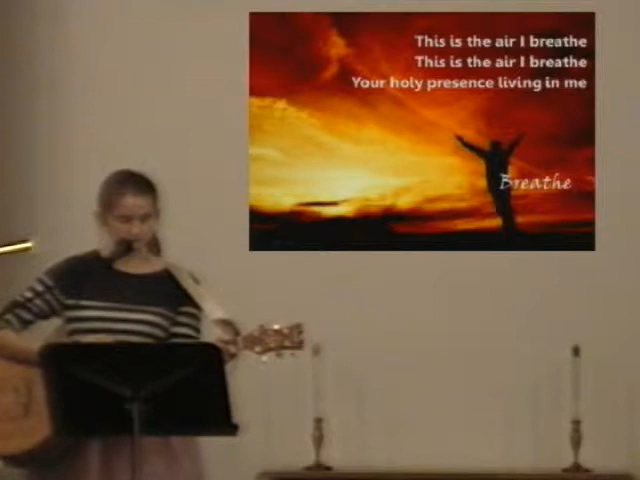 This is the air I breathe
This is the air I breathe
Your holy presence living in me
Breathe